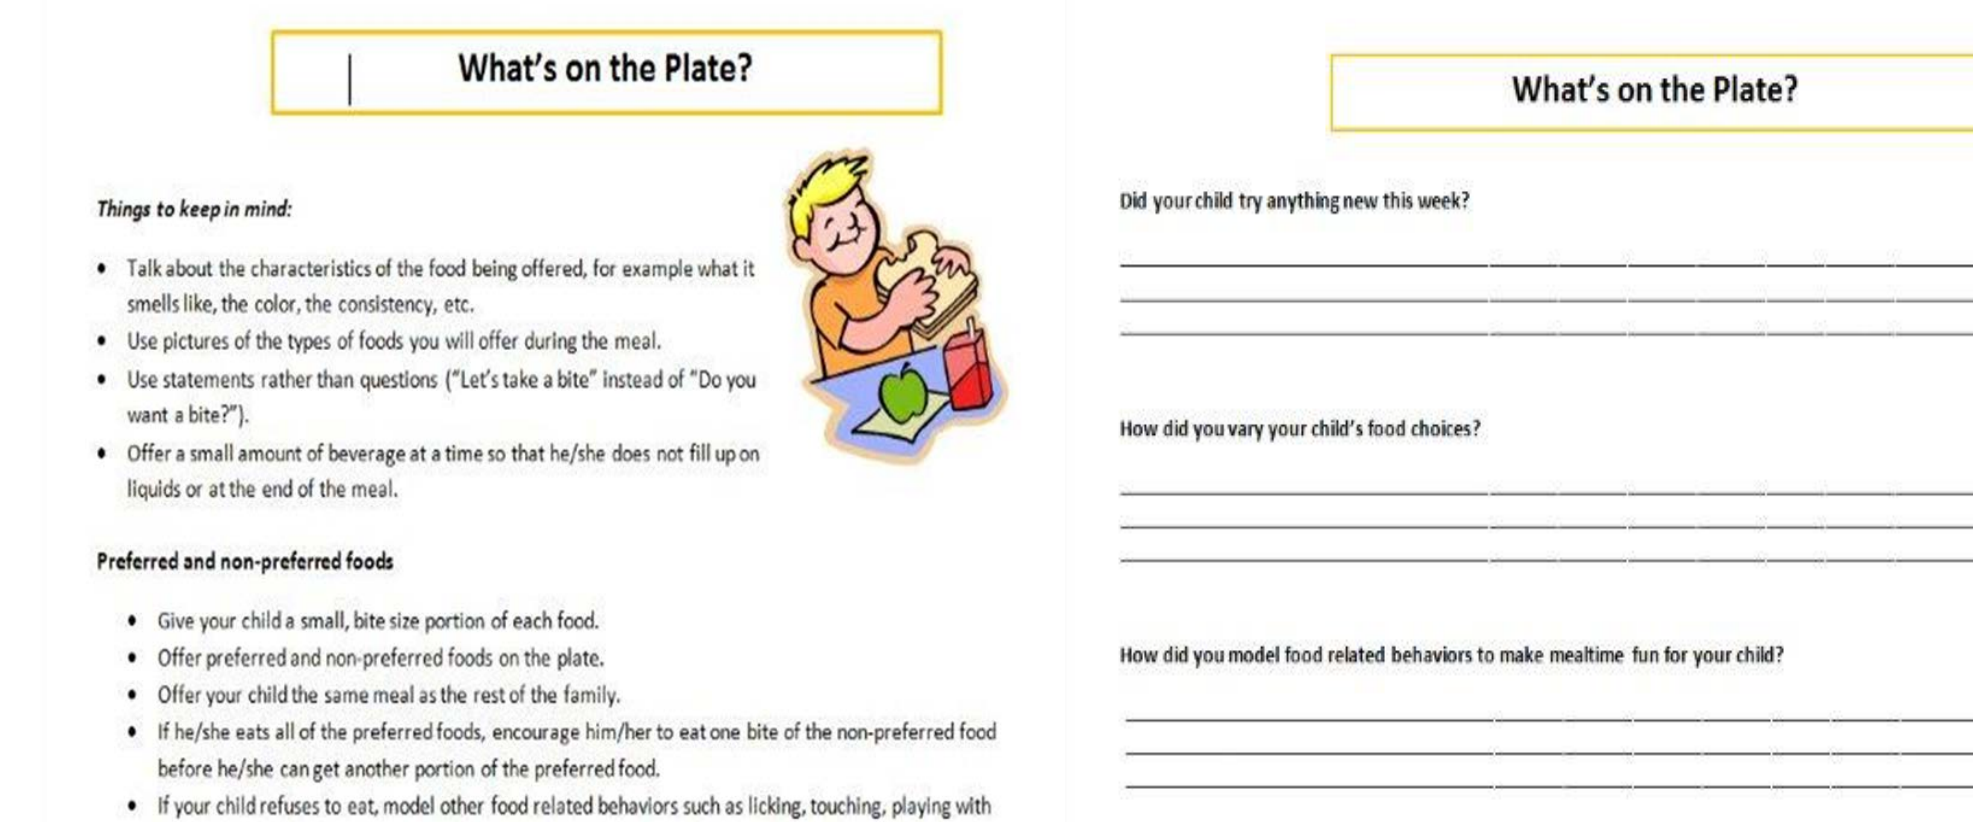 What's on the Plate?
Things to keep in mind:
• Talk about the characteristics of the food being offered, for example what it
smells like, the color, the consistency, etc.
• Use pictures of the types of foods you will offer during the meal.
• Use statements rather than questions ("Let's take a bite" instead of "Do you
want a bite?").
• Offer a small amount of beverage at a time so that he/she does not fill up on
liquids or at the end of the meal.
Preferred and non-preferred foods
• Give your child a small, bite size portion of each food.
• Offer preferred and non-preferred foods on the plate.
• Offer your child the same meal as the rest of the family.
• If he/she eats all of the preferred foods, encourage him/her to eat one bite of the non-preferred food
before he/she can get another portion of the preferred food.
• If your child refuses to eat, model other food related behaviors such as licking, touching, playing with
What's on the Plate?
Did your child try anything new this week?
How did you vary your child's food choices?
How did you model food related behaviors to make mealtime fun for your child?